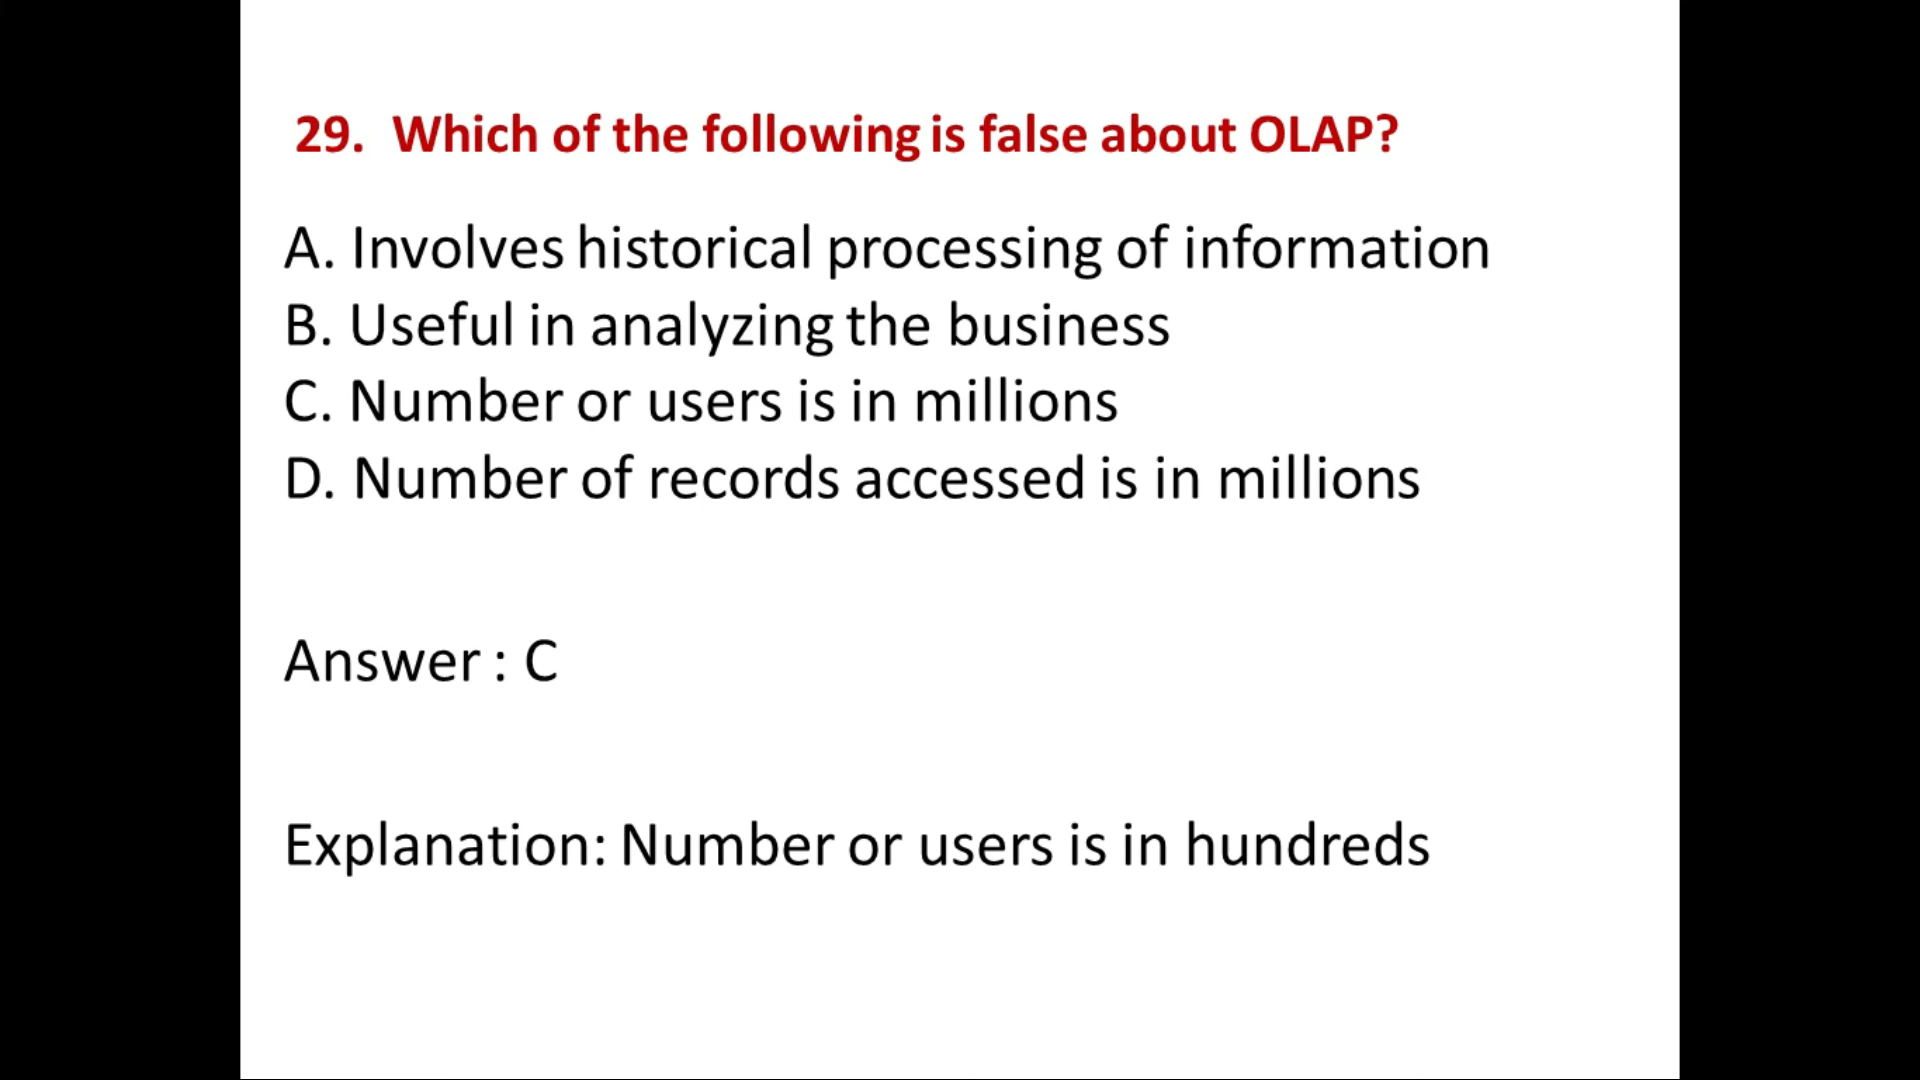 29. Which of the following is false about OLAP?
A. Involves historical processing of information
B. Useful in analyzing the business
C. Number or users is in millions
D. Number of records accessed is in millions
Answer : C
Explanation: Number or users is in hundreds